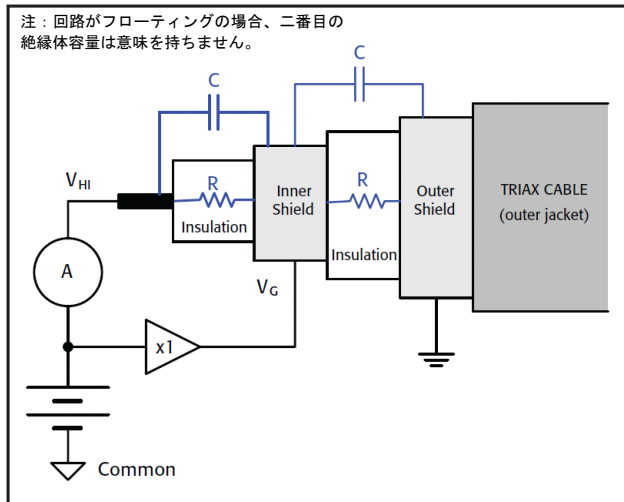 注：回路がフローティングの場合、二番目の
絶縁体容量は意味を持ちません。
C
C
VHI
R
Insulation
Inner
Shield
R
Insulation
Outer
Shield
TRIAX CABLE
(outer jacket)
A
VG
x1
Common